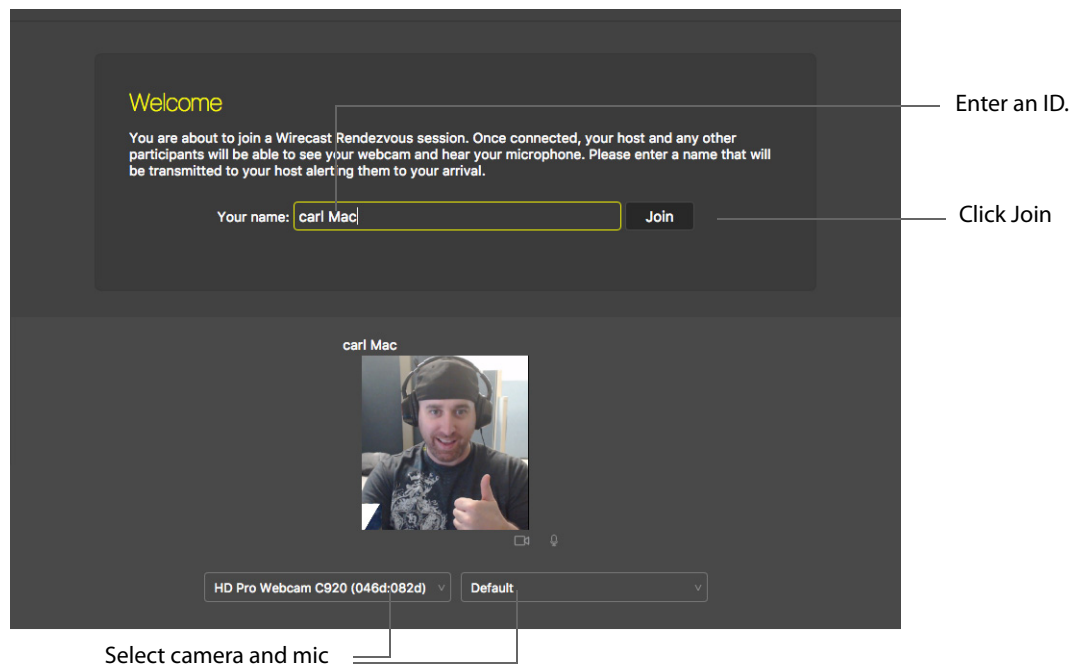 Welcome
Enter an ID.
You are about to join a Wirecast Rendezvous session. Once connected, your host and any other
participants will be able to see your webcam and hear your microphone. Please enter a name that will
be transmitted to your host alerting them to your arrival.
Your name: carl Mac Join
Click Join
carl Mac
HD Pro Webcam C920 (046d:082d) Default
Select camera and mic